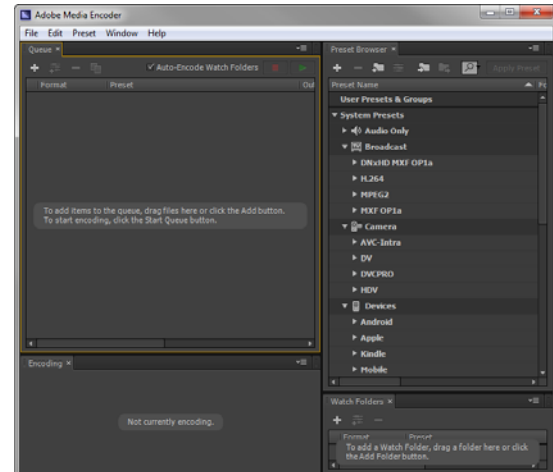 Adobe Media Encoder
File Edit Preset Window Help
Queue
Auto-Encode Watch Folders
Format Preset Out
To add items to the queue, drag files here or click the Add button.
To start encoding, click the Start Queue button.
Encoding
Not currently encoding.
Preset Browser
Apply Preset
Preset Name Fo
User Presets & Groups
System Presets
Audio Only
Broadcast
DNxHD MXF OP1a
H.264
MPEG2
MXF OP1a
Camera
AVC-Intra
DV
DVCPRO
HDV
Devices
Android
Apple
Kindle
Mobile
Watch Folders
Format Preset
To add a Watch Folder, drag a folder here or click
the Add Folder button.